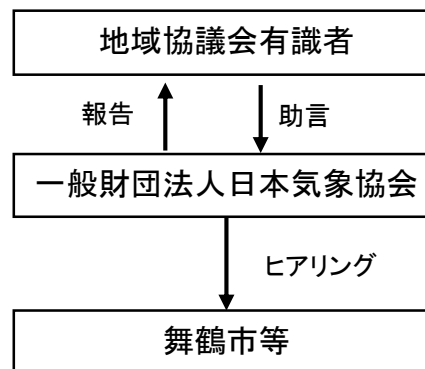 地域協議会有識者
報告
助言
一般財団法人日本気象協会
ヒアリング
舞鶴市等